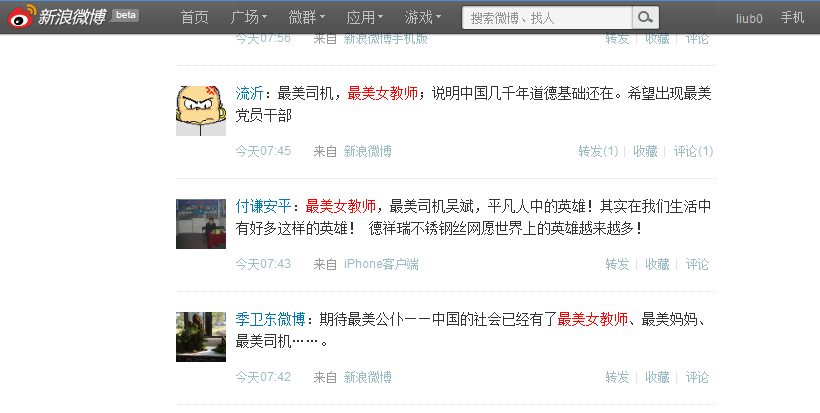 新浪微博 beta 首页 广场 微群 应用 游戏 搜索微博、找人 liub0 手机
今天07:56 来自 新浪微博手机版 转发 | 收藏 | 评论
流沂：最美司机，最美女教师；说明中国几千年道德基础还在。希望出现最美
党员干部
今天07:45 来自 新浪微博 转发(1) | 收藏 | 评论(1)
付谦安平：最美女教师，最美司机吴斌，平凡人中的英雄！其实在我们生活中
有好多这样的英雄！ 德祥瑞不锈钢丝网愿世界上的英雄越来越多！
今天07:43 来自 iPhone客户端 转发 | 收藏 | 评论
季卫东微博：期待最美公仆－－中国的社会已经有了最美女教师、最美妈妈、
最美司机……。
今天07:42 来自 新浪微博 转发 | 收藏 | 评论